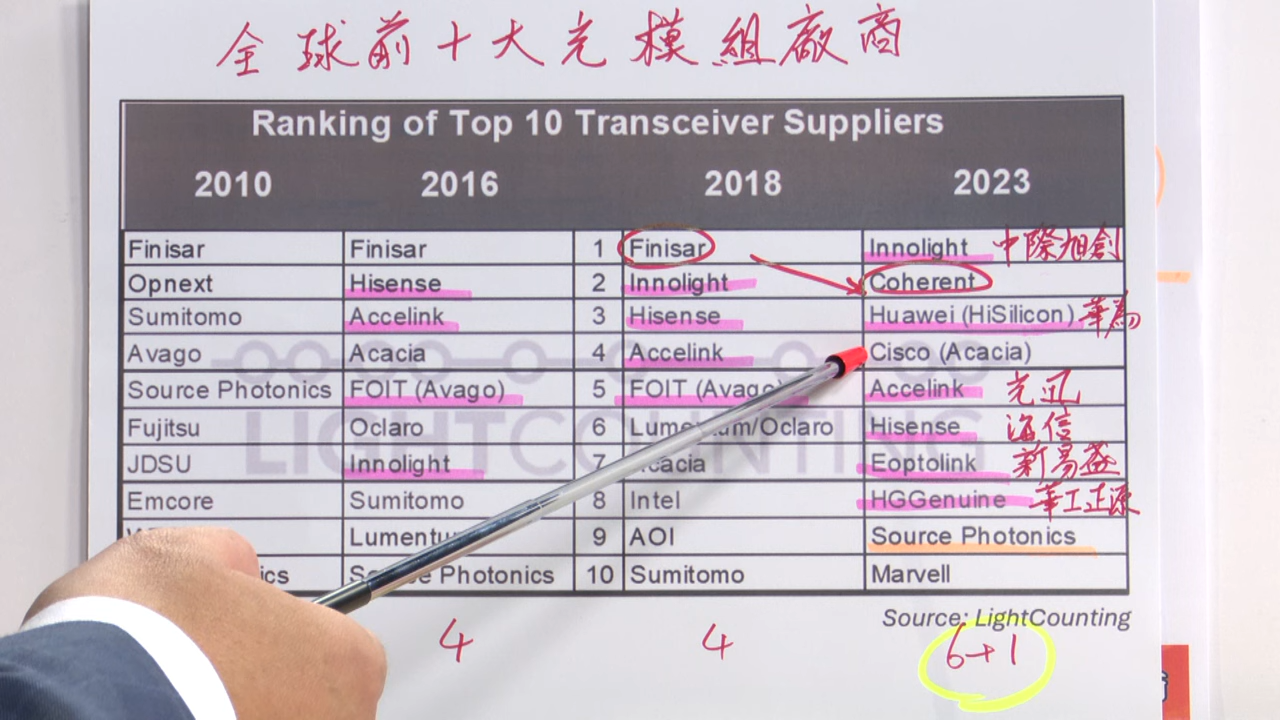 全球前十大光模組廠商
Ranking of Top 10 Transceiver Suppliers
2010 2016 2018 2023
Finisar Finisar 1 Finisar Innolight 中際旭創
Opnext Hisense 2 Innolight Coherent
Sumitomo Accelink 3 Hisense Huawei (HiSilicon) 華為
Avago Acacia 4 Accelink Cisco (Acacia)
Source Photonics FOIT (Avago) 5 FOIT (Avago) Accelink 光迅
Fujitsu Oclaro 6 Oclaro Hisense 海信
JDSU Innolight 7 Eoptolink 新易盛
Emcore Sumitomo 8 Intel HGGenuine 華工正源
9 AOI Source Photonics
Photonics 10 Sumitomo Marvell
LIGHTCOUNTING
Source: LightCounting
4 4 6+1